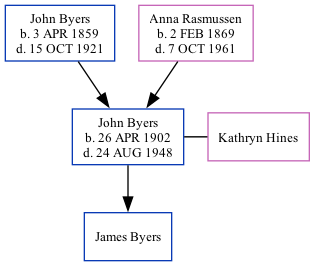 John Byers
b. 3 APR 1859
d. 15 OCT 1921
Anna Rasmussen
b. 2 FEB 1869
d. 7 OCT 1961
John Byers
b. 26 APR 1902
d. 24 AUG 1948
Kathryn Hines
James Byers